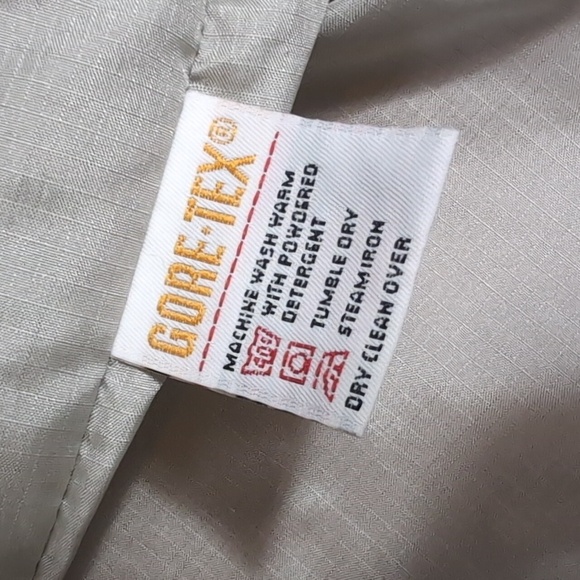 GORE-TEX®
MACHINE WASH WARM
WITH POWDERED
DETERGENT
TUMBLE DRY
STEAM IRON
DRY CLEAN OVER